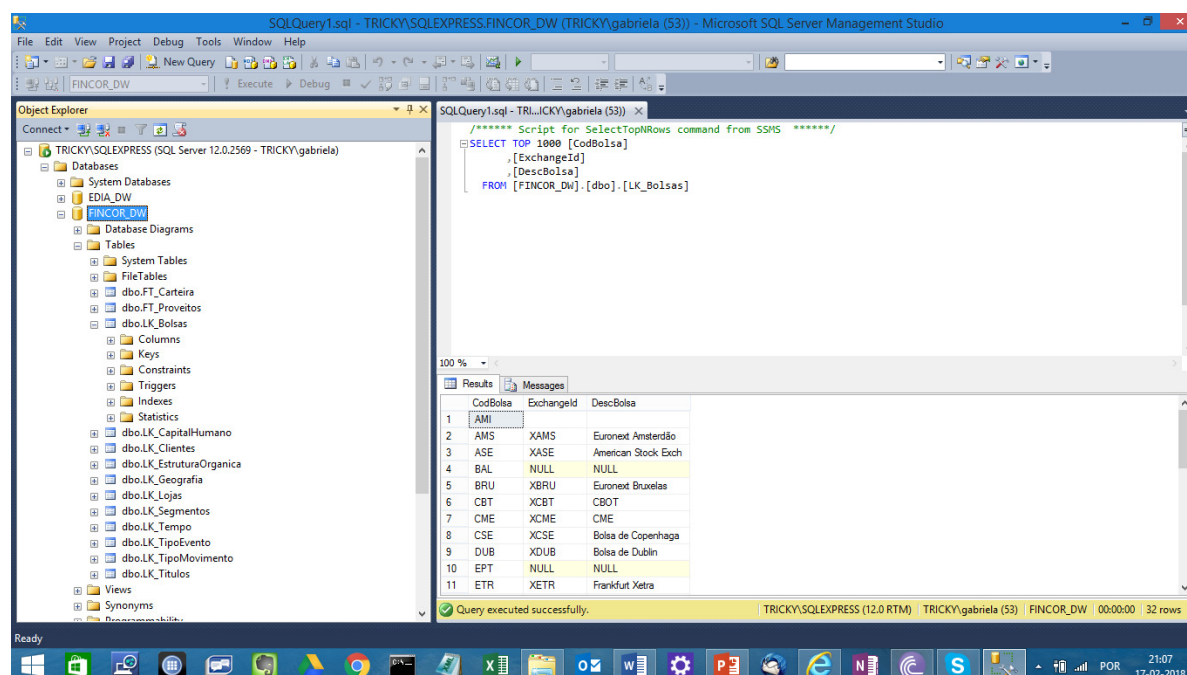 SQLQuery1.sql - TRICKY\SQLEXPRESS.FINCOR_DW (TRICKY\gabriela (53)) - Microsoft SQL Server Management Studio
File Edit View Project Debug Tools Window Help
New Query
FINCOR_DW Execute Debug
Object Explorer
Connect
TRICKY\SQLEXPRESS (SQL Server 12.0.2569 - TRICKY\gabriela)
Databases
System Databases
EDIA_DW
FINCOR_DW
Database Diagrams
Tables
System Tables
FileTables
dbo.FT_Carteira
dbo.FT_Proveitos
dbo.LK_Bolsas
Columns
Keys
Constraints
Triggers
Indexes
Statistics
dbo.LK_CapitalHumano
dbo.LK_Clientes
dbo.LK_EstruturaOrganica
dbo.LK_Geografia
dbo.LK_Lojas
dbo.LK_Segmentos
dbo.LK_Tempo
dbo.LK_TipoEvento
dbo.LK_TipoMovimento
dbo.LK_Titulos
Views
Synonyms
Programmability
SQLQuery1.sql - TRI...ICKY\gabriela (53))
/****** Script for SelectTopNRows command from SSMS ******/
SELECT TOP 1000 [CodBolsa]
,[ExchangeId]
,[DescBolsa]
FROM [FINCOR_DW].[dbo].[LK_Bolsas]
100 %
Results Messages
CodBolsa ExchangeId DescBolsa
1 AMI
2 AMS XAMS Euronext Amsterdão
3 ASE XASE American Stock Exch
4 BAL NULL NULL
5 BRU XBRU Euronext Bruxelas
6 CBT XCBT CBOT
7 CME XCME CME
8 CSE XCSE Bolsa de Copenhaga
9 DUB XDUB Bolsa de Dublin
10 EPT NULL NULL
11 ETR XETR Frankfurt Xetra
Query executed successfully. TRICKY\SQLEXPRESS (12.0 RTM) TRICKY\gabriela (53) FINCOR_DW 00:00:00 32 rows
Ready
POR 21:07
17-02-2018